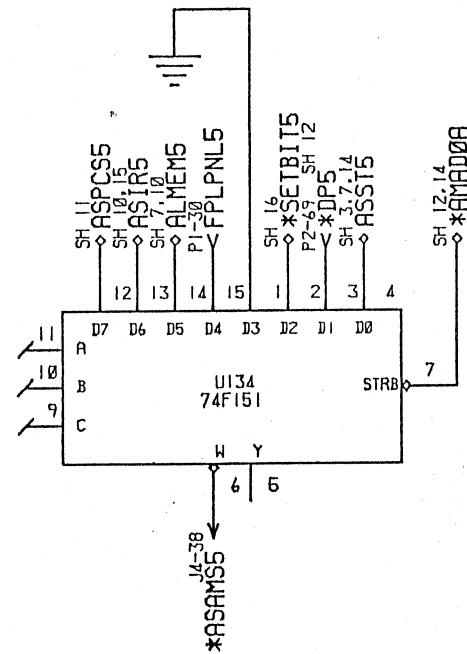 SH 11
ASPCS5
SH 10,15
ASIR5
SH 7,10
ALMEM5
P1-30
FPLPNL5
SH 16
*SETBIT5
P2-69 SH 12
*DP5
SH 3,7,14
ASST5
SH 12,14
*AMADØA
12 13 14 15 1 2 3 4
D7 D6 D5 D4 D3 D2 D1 D0
11 A
10 B
9 C
U134
74F151
STRB 7
W Y
6 5
J4-38
*ASAMS5